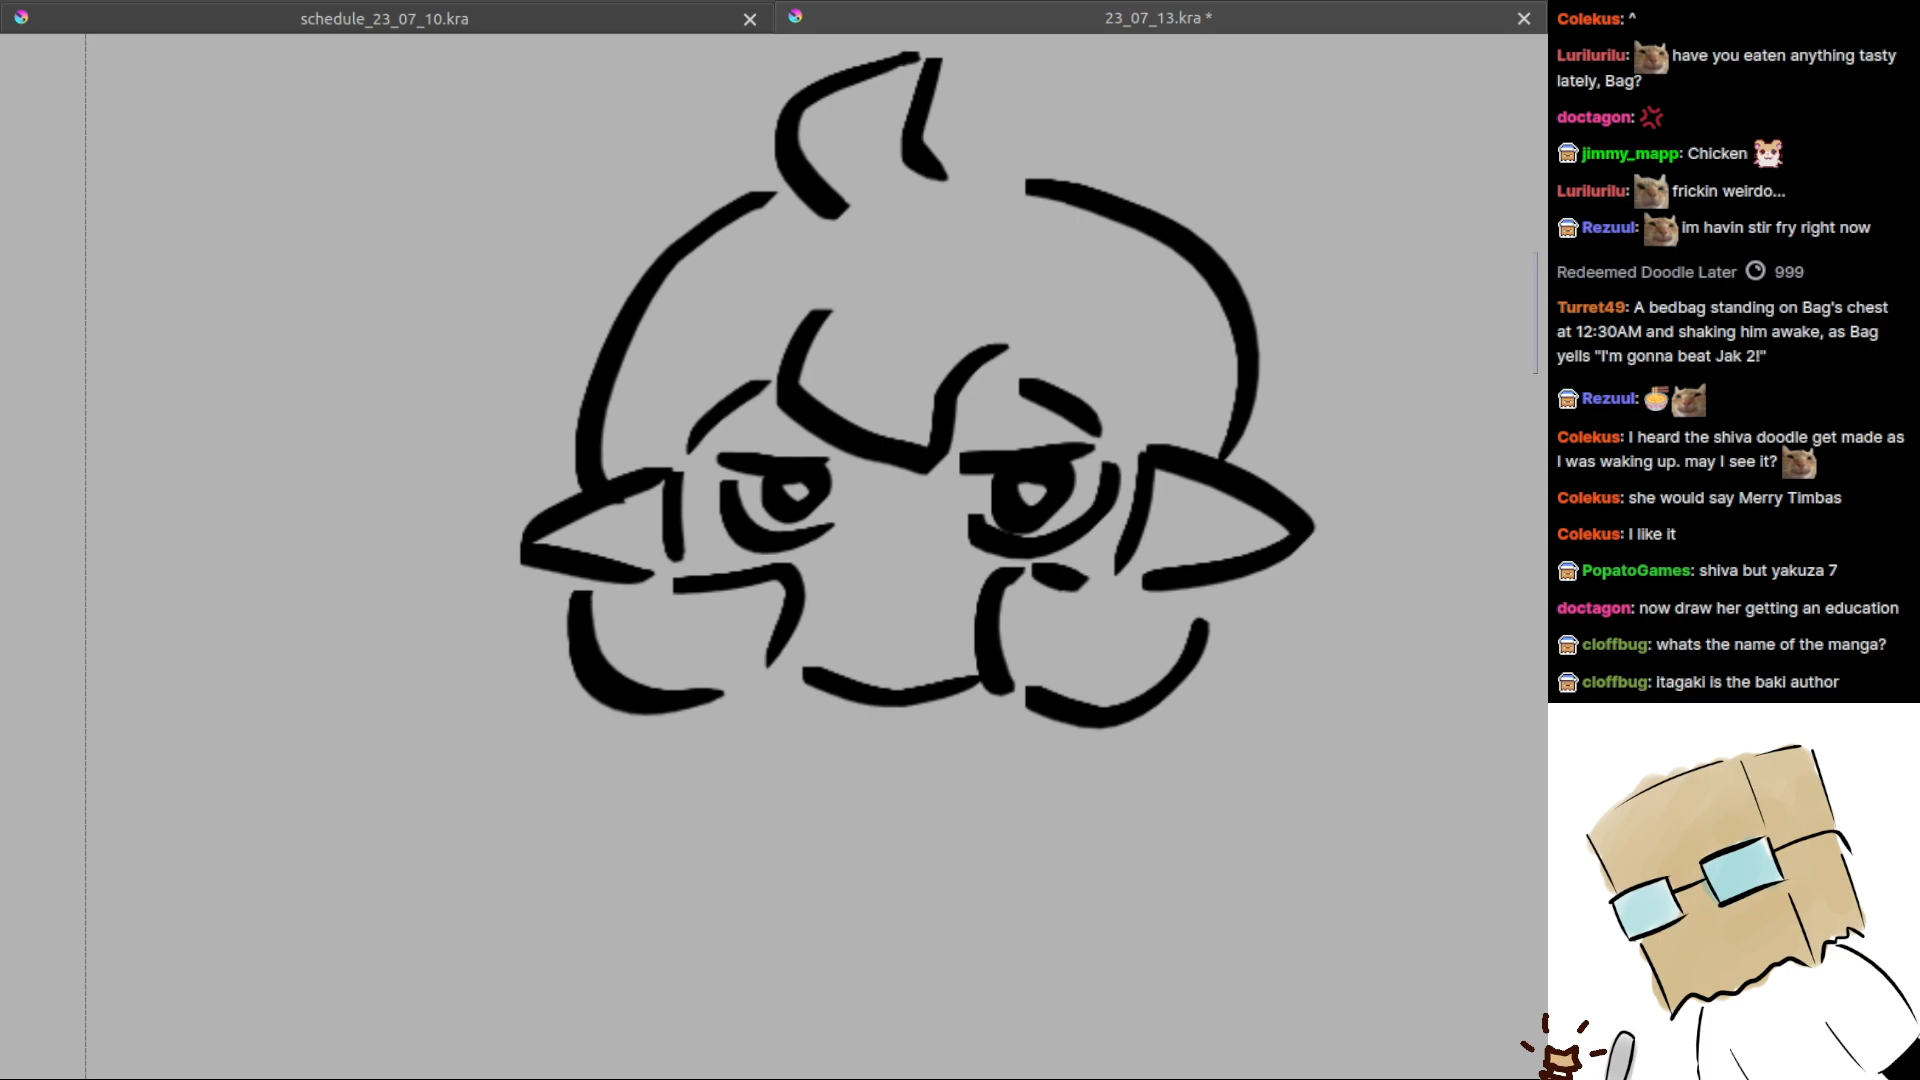 schedule_23_07_10.kra
23_07_13.kra *
Colekus: ^
Lurilurilu: have you eaten anything tasty
lately, Bag?
doctagon:
jimmy_mapp: Chicken
Lurilurilu: frickin weirdo...
Rezuul: im havin stir fry right now
Redeemed Doodle Later 999
Turret49: A bedbag standing on Bag's chest
at 12:30AM and shaking him awake, as Bag
yells "I'm gonna beat Jak 2!"
Rezuul:
Colekus: I heard the shiva doodle get made as
I was waking up. may I see it?
Colekus: she would say Merry Timbas
Colekus: I like it
PopatoGames: shiva but yakuza 7
doctagon: now draw her getting an education
cloffbug: whats the name of the manga?
cloffbug: itagaki is the baki author